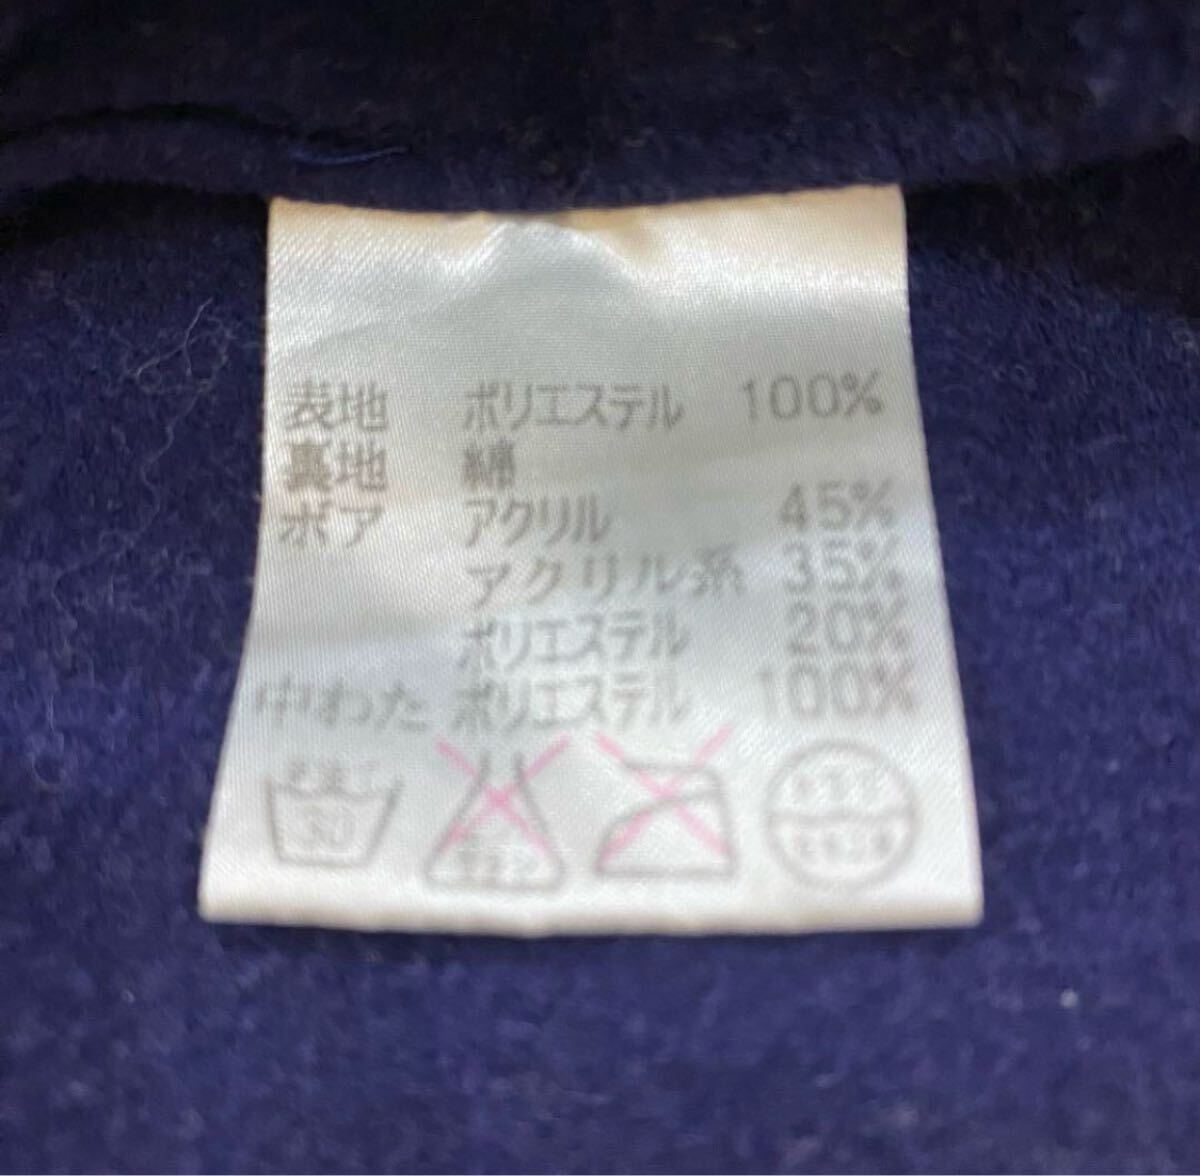 表地 ポリエステル 100%
裏地 綿
ボア アクリル 45%
アクリル系 35%
ポリエステル 20%
中わた ポリエステル 100%
30